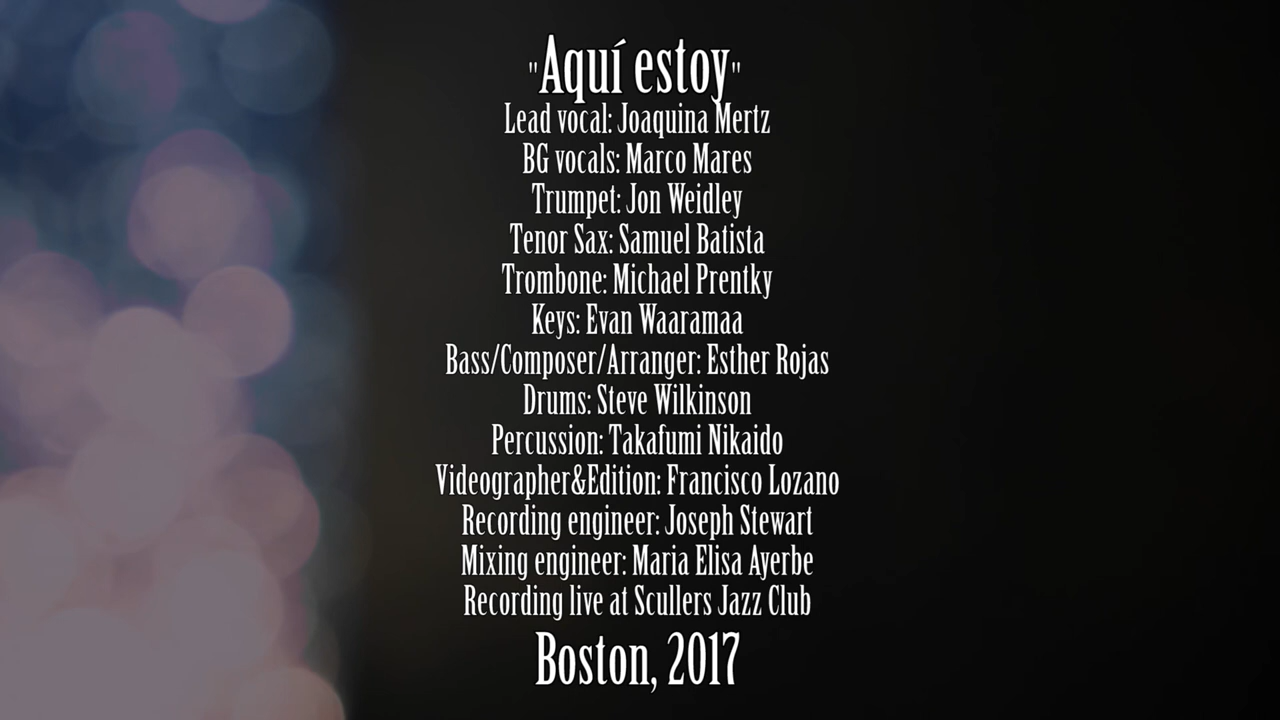 "Aquí estoy"
Lead vocal: Joaquina Mertz
BG vocals: Marco Mares
Trumpet: Jon Weidley
Tenor Sax: Samuel Batista
Trombone: Michael Prentky
Keys: Evan Waaramaa
Bass/Composer/Arranger: Esther Rojas
Drums: Steve Wilkinson
Percussion: Takafumi Nikaido
Videographer&Edition: Francisco Lozano
Recording engineer: Joseph Stewart
Mixing engineer: Maria Elisa Ayerbe
Recording live at Scullers Jazz Club
Boston, 2017